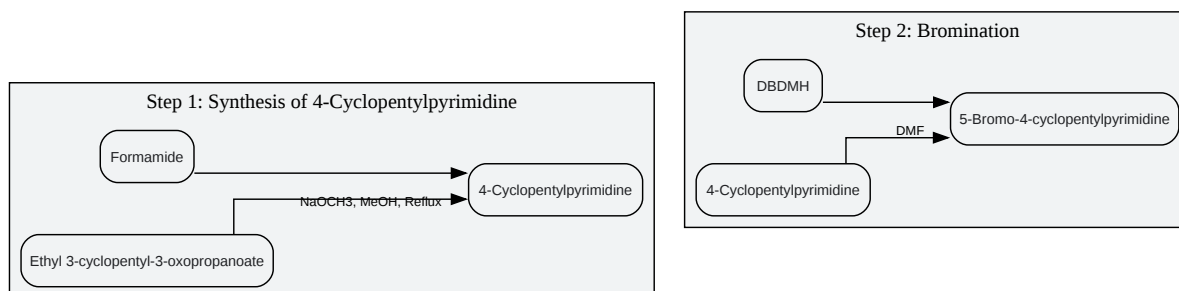 Step 1: Synthesis of 4-Cyclopentylpyrimidine
Formamide
4-Cyclopentylpyrimidine
NaOCH3, MeOH, Reflux
Ethyl 3-cyclopentyl-3-oxopropanoate
Step 2: Bromination
DBDMH
5-Bromo-4-cyclopentylpyrimidine
DMF
4-Cyclopentylpyrimidine